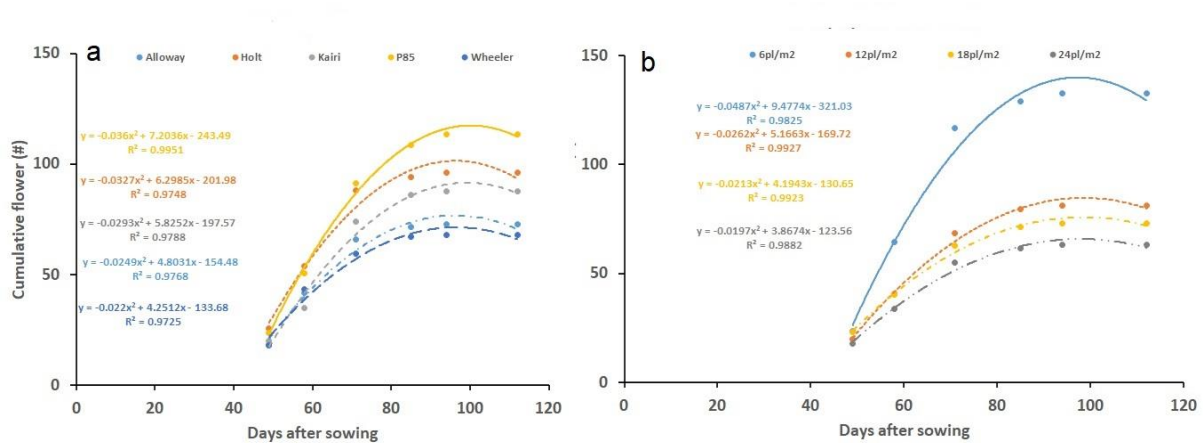 a
Alloway Holt Kairi P85 Wheeler
y = -0.036x² + 7.2036x - 243.49
R² = 0.9951
y = -0.0327x² + 6.2985x - 201.98
R² = 0.9748
y = -0.0293x² + 5.8252x - 197.57
R² = 0.9788
y = -0.0249x² + 4.8031x - 154.48
R² = 0.9768
y = -0.022x² + 4.2512x - 133.68
R² = 0.9725
Cumulative flower (#)
150
100
50
0
0 20 40 60 80 100 120
Days after sowing
b
6pl/m2 12pl/m2 18pl/m2 24pl/m2
y = -0.0487x² + 9.4774x - 321.03
R² = 0.9825
y = -0.0262x² + 5.1663x - 169.72
R² = 0.9927
y = -0.0213x² + 4.1943x - 130.65
R² = 0.9923
y = -0.0197x² + 3.8674x - 123.56
R² = 0.9882
150
100
50
0
0 20 40 60 80 100 120
Days after sowing